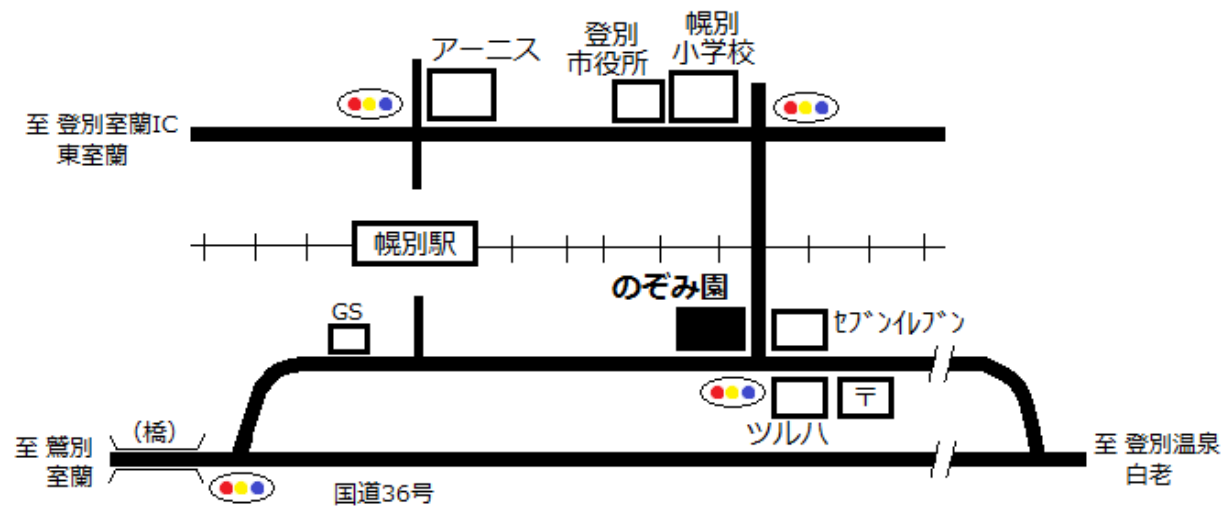 アーニス
登別
市役所
幌別
小学校
至 登別室蘭IC
東室蘭
幌別駅
のぞみ園
GS
ｾﾌﾞﾝｲﾚﾌﾞﾝ
〒
ツルハ
至 鷲別
室蘭
（橋）
至 登別温泉
白老
国道36号